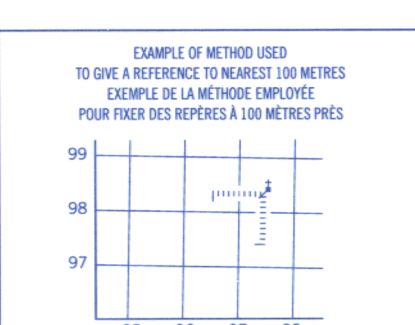 EXAMPLE OF METHOD USED
TO GIVE A REFERENCE TO NEAREST 100 METRES
EXEMPLE DE LA MÉTHODE EMPLOYÉE
POUR FIXER DES REPÈRES À 100 MÈTRES PRÈS
99
98
97